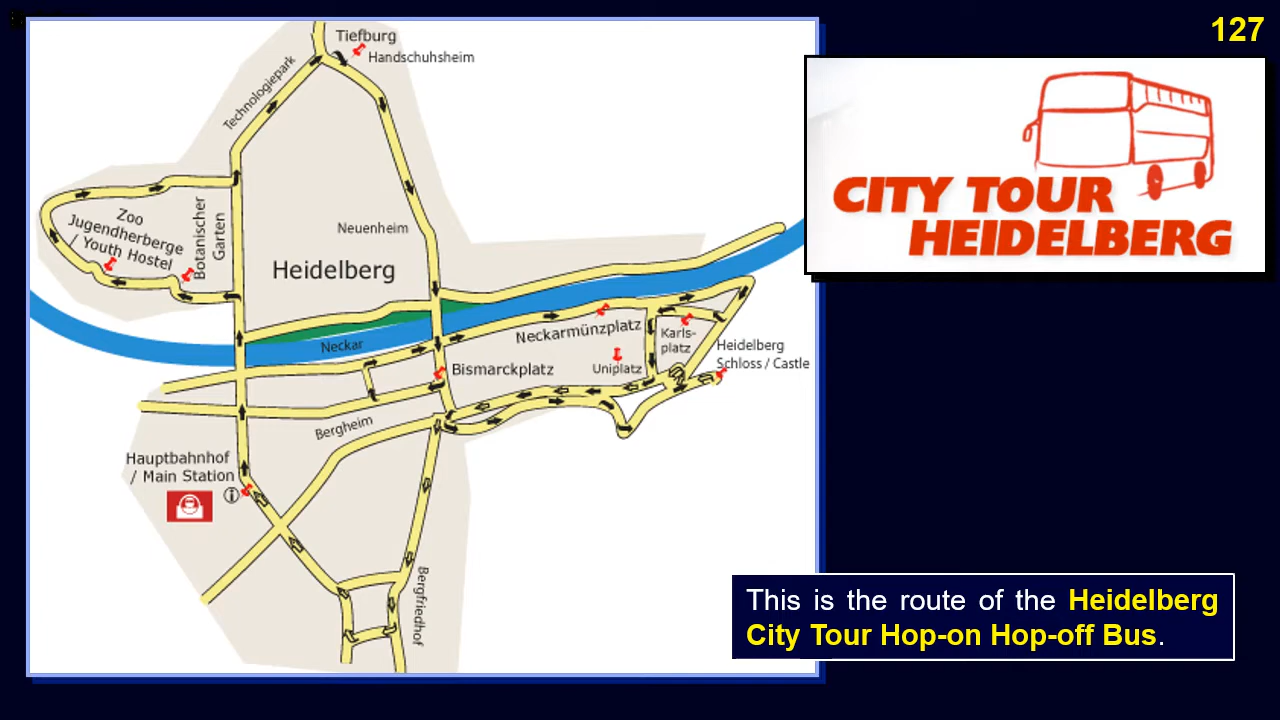 127
Tiefburg
Handschuhsheim
Technologiepark
CITY TOUR
HEIDELBERG
Zoo
Jugendherberge
/ Youth Hostel
Botanischer
Garten
Neuenheim
Heidelberg
Neckar
Neckarmünzplatz
Karls-
platz
Heidelberg
Schloss / Castle
Uniplatz
Bismarckplatz
Bergheim
Hauptbahnhof
/ Main Station
i
Bergfriedhof
This is the route of the Heidelberg
City Tour Hop-on Hop-off Bus.